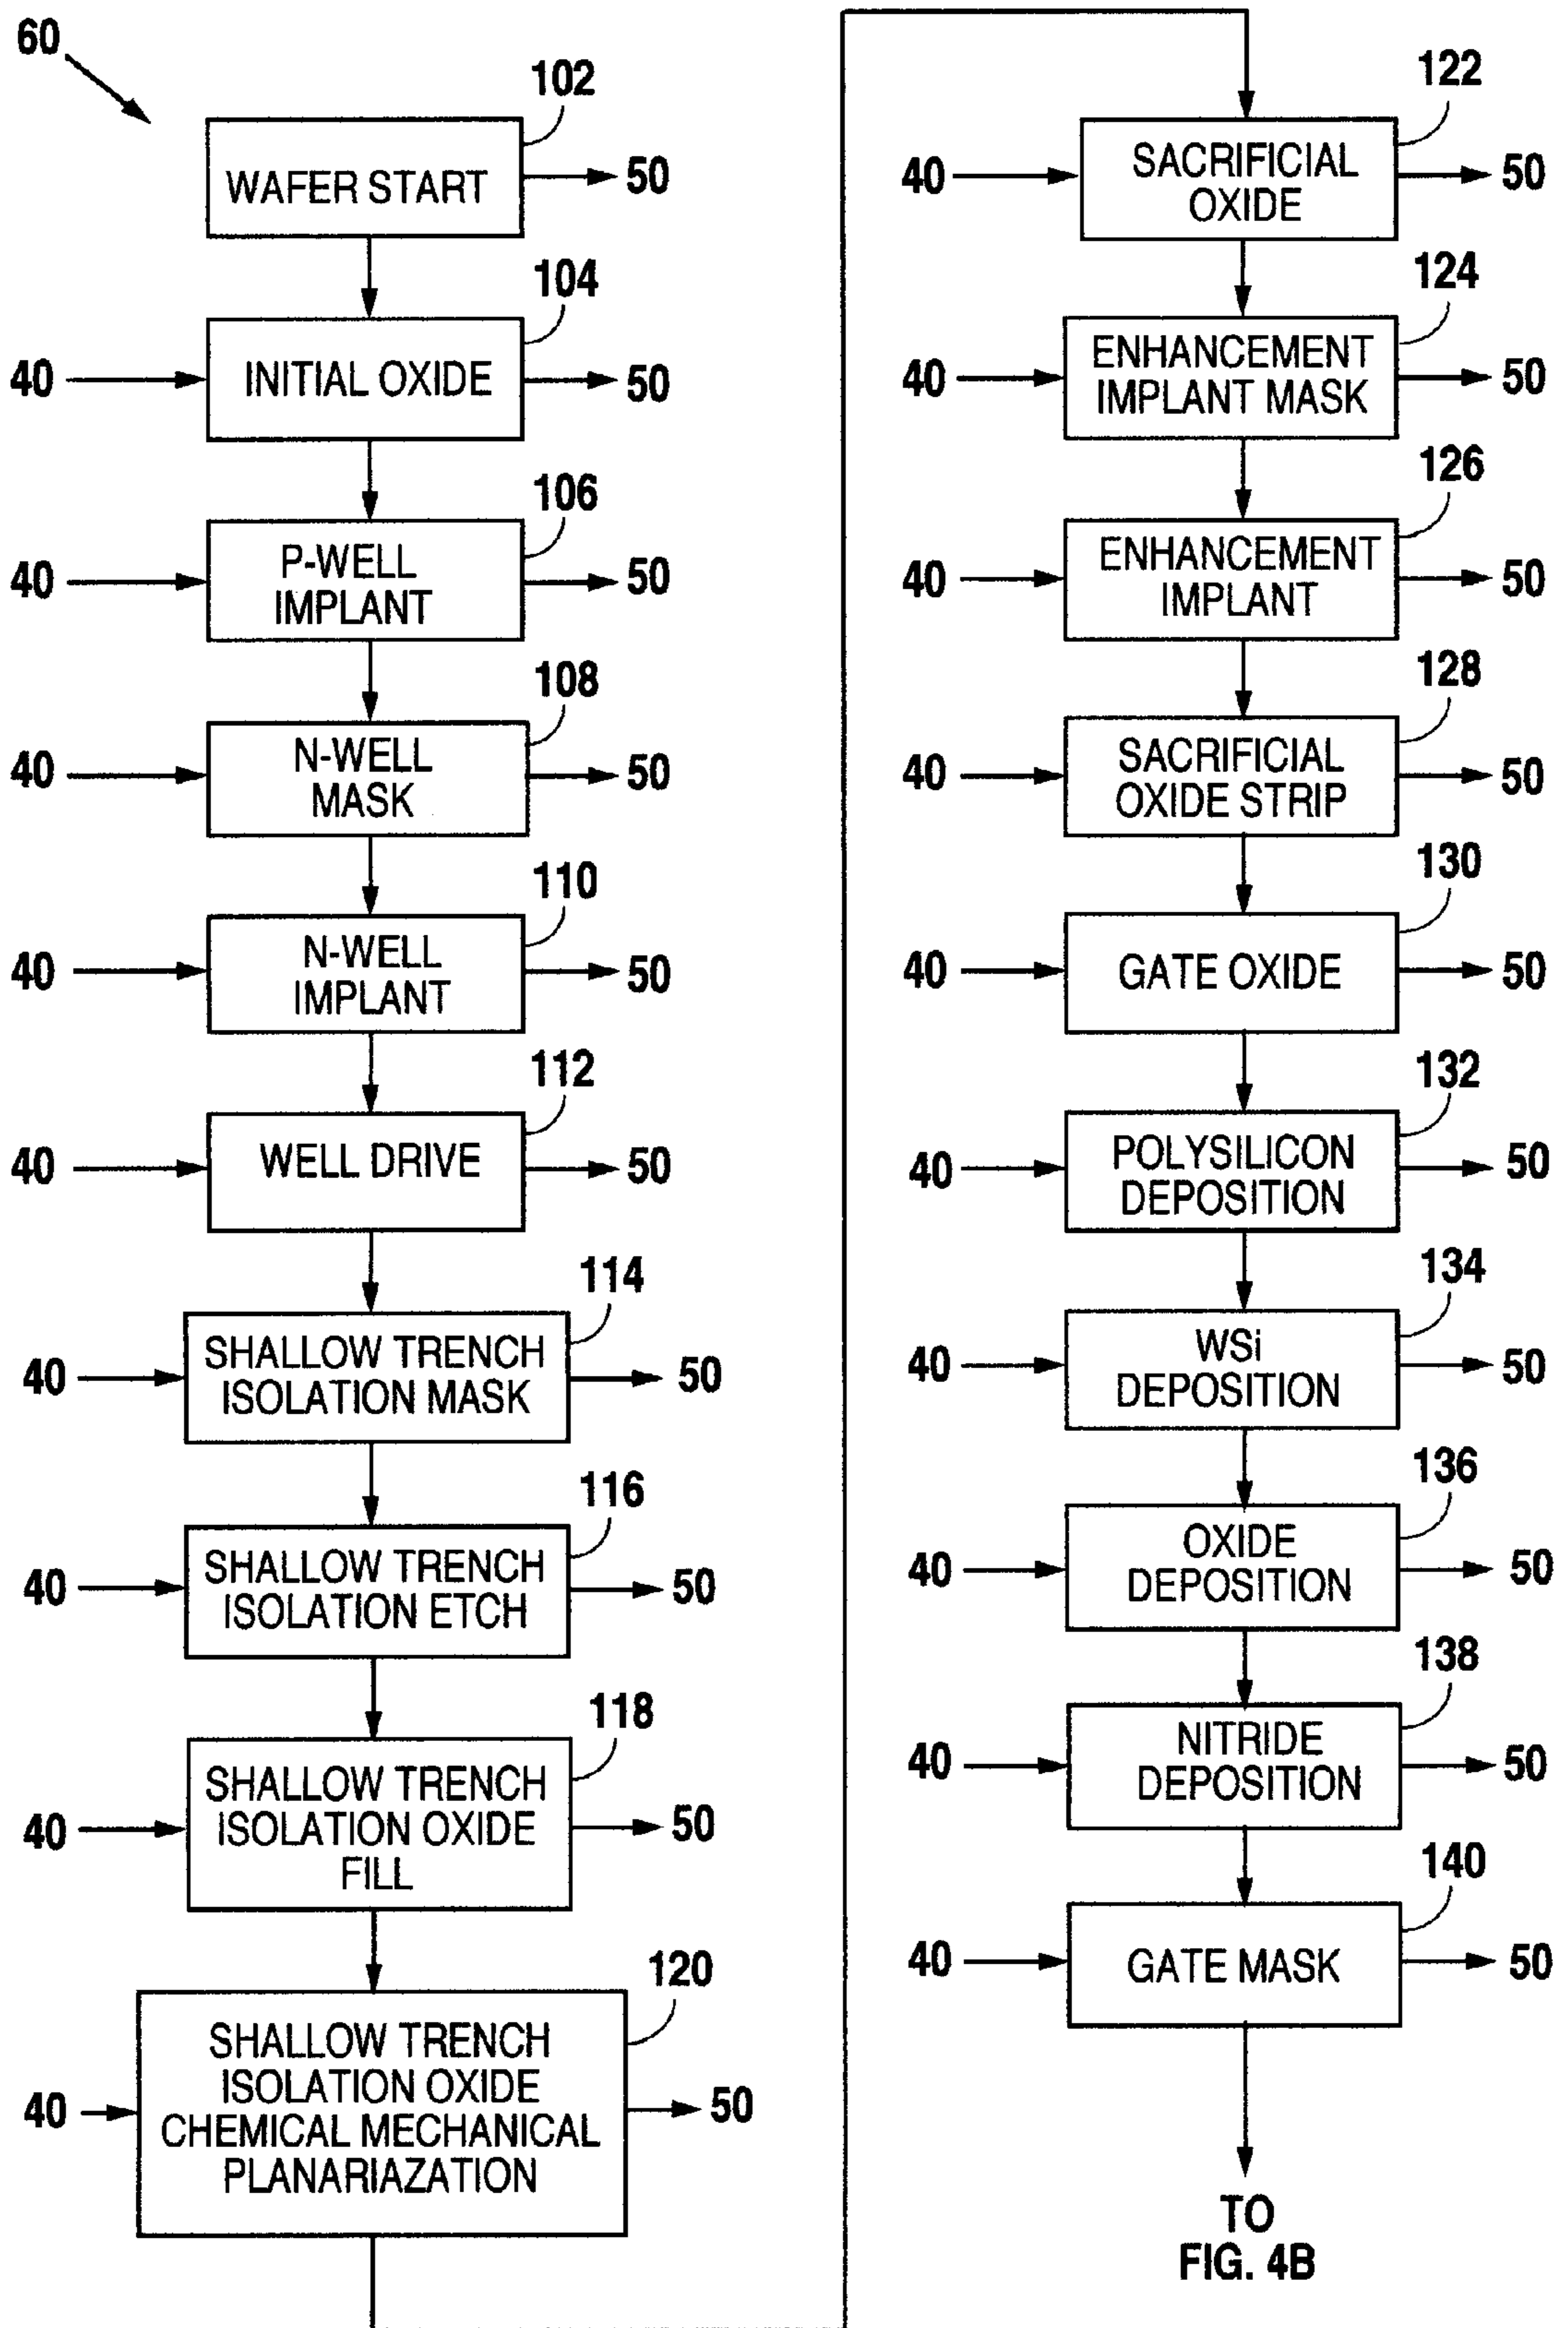 60
102
WAFER START
50
104
40
INITIAL OXIDE
50
106
40
P-WELL
IMPLANT
50
108
40
N-WELL
MASK
50
110
40
N-WELL
IMPLANT
50
112
40
WELL DRIVE
50
114
40
SHALLOW TRENCH
ISOLATION MASK
50
116
40
SHALLOW TRENCH
ISOLATION ETCH
50
118
40
SHALLOW TRENCH
ISOLATION OXIDE
FILL
50
120
40
SHALLOW TRENCH
ISOLATION OXIDE
CHEMICAL MECHANICAL
PLANARIAZATION
50
122
40
SACRIFICIAL
OXIDE
50
124
40
ENHANCEMENT
IMPLANT MASK
50
126
40
ENHANCEMENT
IMPLANT
50
128
40
SACRIFICIAL
OXIDE STRIP
50
130
40
GATE OXIDE
50
132
40
POLYSILICON
DEPOSITION
50
134
40
WSi
DEPOSITION
50
136
40
OXIDE
DEPOSITION
50
138
40
NITRIDE
DEPOSITION
50
140
40
GATE MASK
50
TO
FIG. 4B